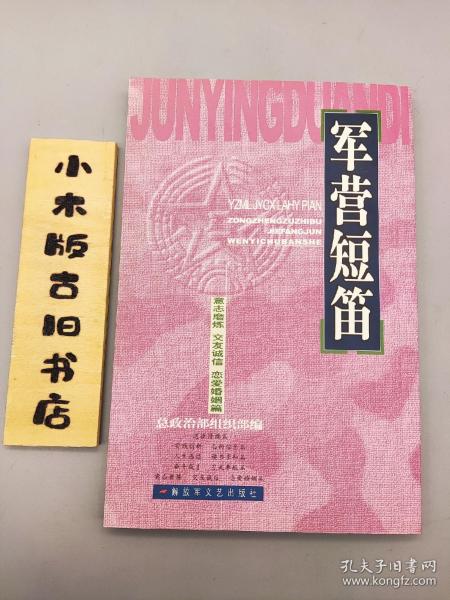 JUNYINGDUANDI
军营短笛
YZML JYCX LAHY PIAN
ZONGZHENGZUZHIBU
JIEFANGJUN
WENYICHUBANSHE
意志磨炼 交友诚信 恋爱婚姻篇
总政治部组织部编
解放军文艺出版社
小木版古旧书店
孔夫子旧书网
www.kongfz.com